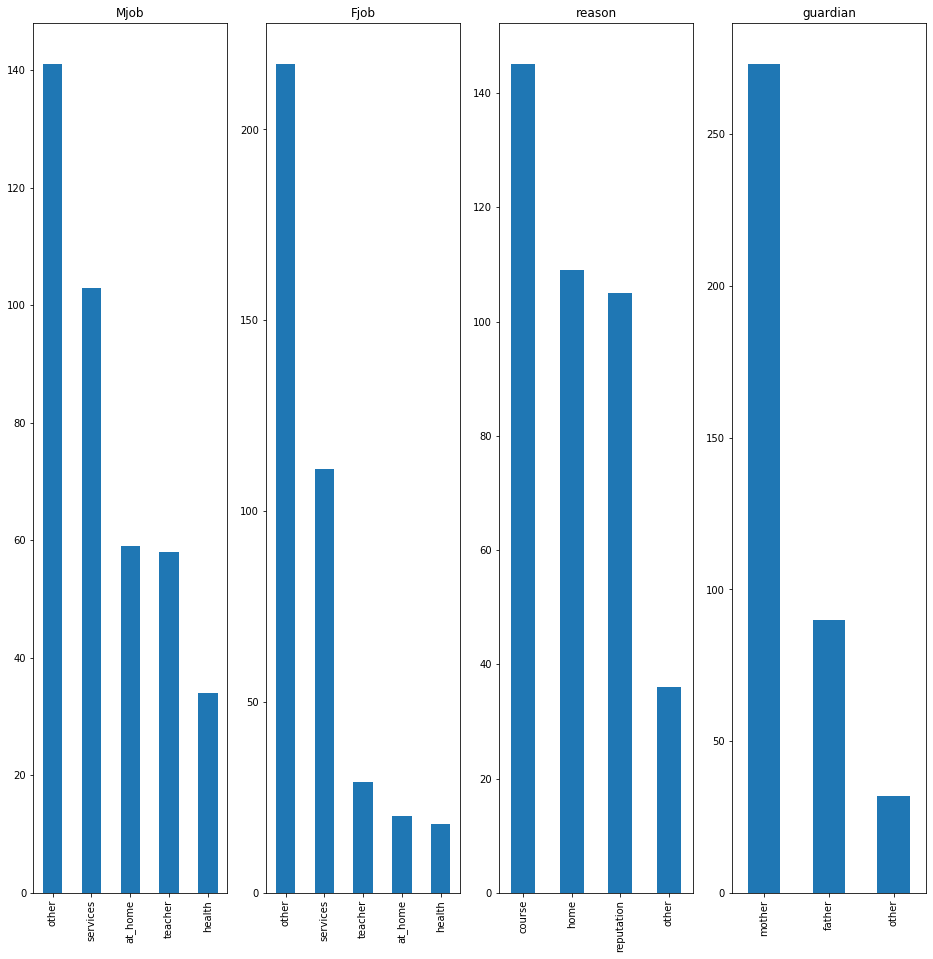 Mjob
140
120
100
80
60
40
20
0
other
services
at_home
teacher
health
Fjob
200
150
100
50
0
other
services
teacher
at_home
health
reason
140
120
100
80
60
40
20
0
course
home
reputation
other
guardian
250
200
150
100
50
0
mother
father
other